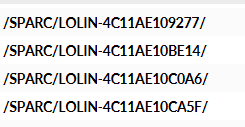 /SPARC/LOLIN-4C11AE109277/
/SPARC/LOLIN-4C11AE10BE14/
/SPARC/LOLIN-4C11AE10C0A6/
/SPARC/LOLIN-4C11AE10CA5F/